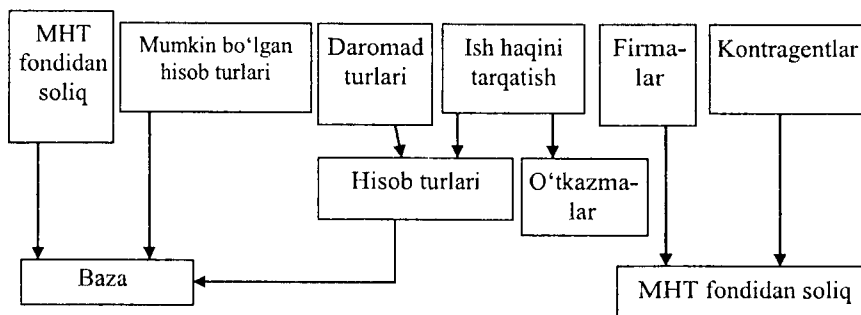 MHT
fondidan
soliq
Mumkin bo‘lgan
hisob turlari
Daromad
turlari
Ish haqini
tarqatish
Firma-
lar
Kontragentlar
Hisob turlari
O‘tkazma-
lar
Baza
MHT fondidan soliq